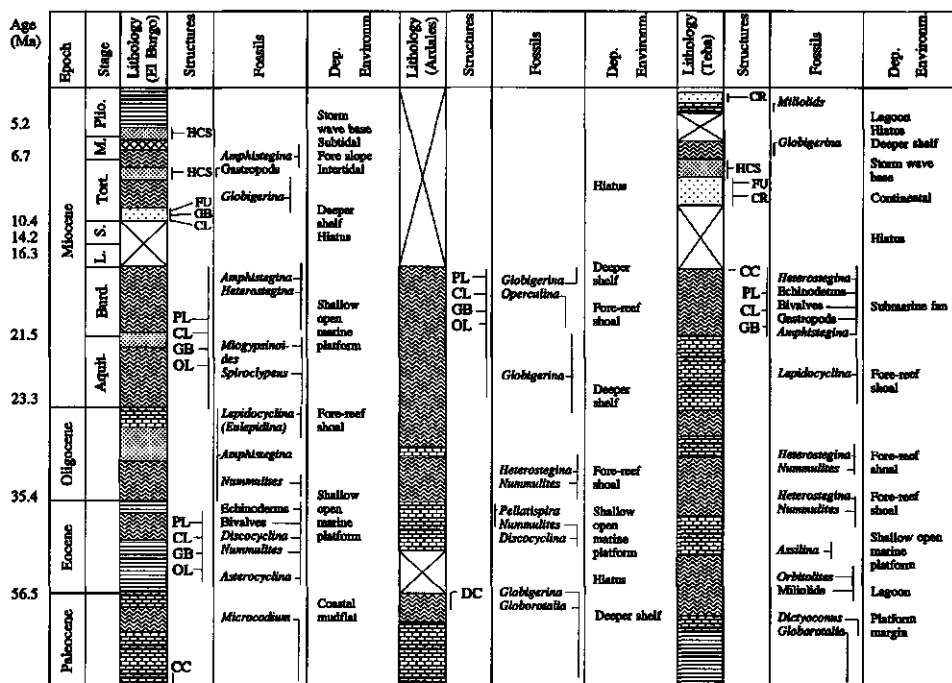 Age
(Ma)
Epoch
Stage
Lithology
(El Burgo)
Structures
Fossils
Dep.
Environm.
Lithology
(Ardales)
Structures
Fossils
Dep.
Environm.
Lithology
(Teba)
Structures
Fossils
Dep.
Environm.
5.2
6.7
10.4
14.2
16.3
21.5
23.3
35.4
56.5
Miocene
Oligocene
Eocene
Paleocene
Plio.
M.
Tort.
S.
L.
Burd.
Aquit.
HCS
HCS
FU
GB
CL
PL
CL
GB
OL
PL
CL
GB
OL
CC
Amphistegina
Gastropods
Globigerina
Amphistegina
Heterostegina
Miogypsinoi
des
Spiroclypeus
Lepidocyclina
(Eulepidina)
Amphistegina
Nummulites
Echinoderms
Bivalves
Discocyclina
Nummulites
Asterocyclina
Microcodium
Storm
wave base
Subtidal
Fore slope
Intertidal
Deeper
shelf
Hiatus
Shallow
open
marine
platform
Fore-reef
shoal
Shallow
open
marine
platform
Coastal
mudflat
PL
CL
GB
OL
DC
Globigerina
Operculina
Globigerina
Heterostegina
Nummulites
Pellatispira
Nummulites
Discocyclina
Globigerina
Globorotalia
Hiatus
Deeper
shelf
Fore-reef
shoal
Deeper
shelf
Fore-reef
shoal
Shallow
open
marine
platform
Hiatus
Deeper shelf
CR
HCS
FU
CR
CC
PL
CL
GB
Miliolids
Globigerina
Heterostegina
Echinoderms
Bivalves
Gastropods
Amphistegina
Lepidocyclina
Heterostegina
Nummulites
Heterostegina
Nummulites
Assilina
Orbitolites
Miliolids
Dictyoconus
Globorotalia
Lagoon
Hiatus
Deeper shelf
Storm wave
base
Continental
Hiatus
Submarine fan
Fore-reef
shoal
Fore-reef
shoal
Fore-reef
shoal
Shallow open
marine
platform
Lagoon
Platform
margin